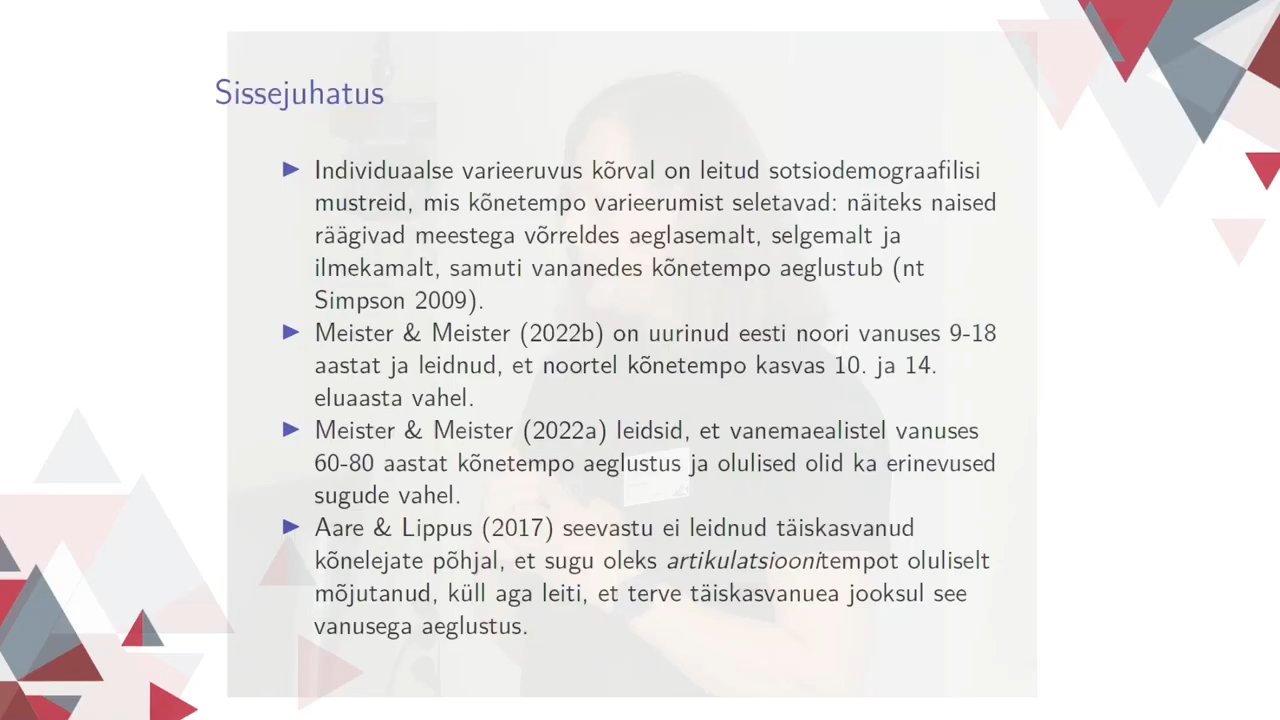 Sissejuhatus
Individuaalse varieeruvus kõrval on leitud sotsiodemograafilisi
mustreid, mis kõnetempo varieerumist seletavad: näiteks naised
räägivad meestega võrreldes aeglasemalt, selgemalt ja
ilmekamalt, samuti vananedes kõnetempo aeglustub (nt
Simpson 2009).
Meister & Meister (2022b) on uurinud eesti noori vanuses 9-18
aastat ja leidnud, et noortel kõnetempo kasvas 10. ja 14.
eluaasta vahel.
Meister & Meister (2022a) leidsid, et vanemaealistel vanuses
60-80 aastat kõnetempo aeglustus ja olulised olid ka erinevused
sugude vahel.
Aare & Lippus (2017) seevastu ei leidnud täiskasvanud
kõnelejate põhjal, et sugu oleks artikulatsioonitempot oluliselt
mõjutanud, küll aga leiti, et terve täiskasvanuea jooksul see
vanusega aeglustus.